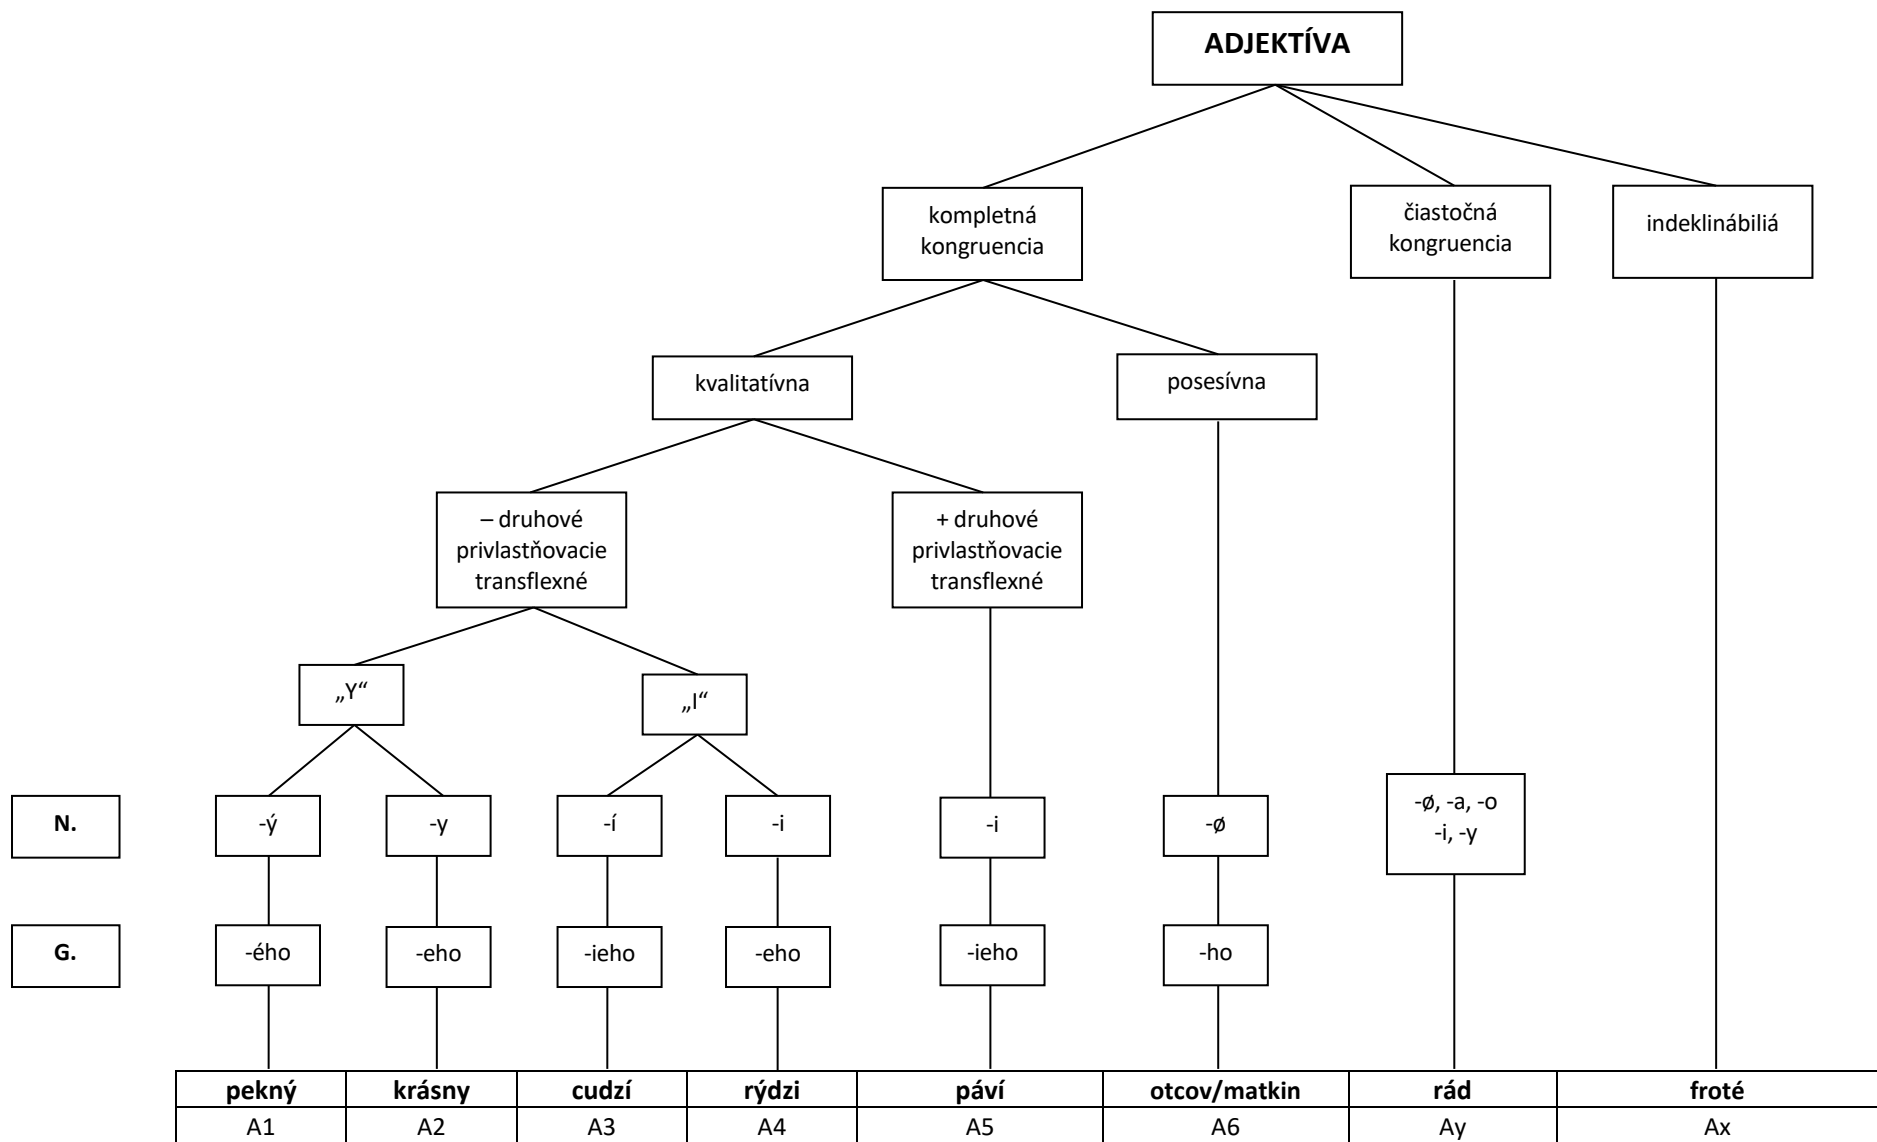 ADJEKTÍVA
kompletná
kongruencia
čiastočná
kongruencia
indeklinábiliá
kvalitatívna
posesívna
– druhové
privlastňovacie
transflexné
+ druhové
privlastňovacie
transflexné
„Y“
„I“
N.
-ý
-y
-í
-i
-i
-ø
-ø, -a, -o
-i, -y
G.
-ého
-eho
-ieho
-eho
-ieho
-ho
pekný krásny cudzí rýdzi páví otcov/matkin rád froté
A1 A2 A3 A4 A5 A6 Ay Ax